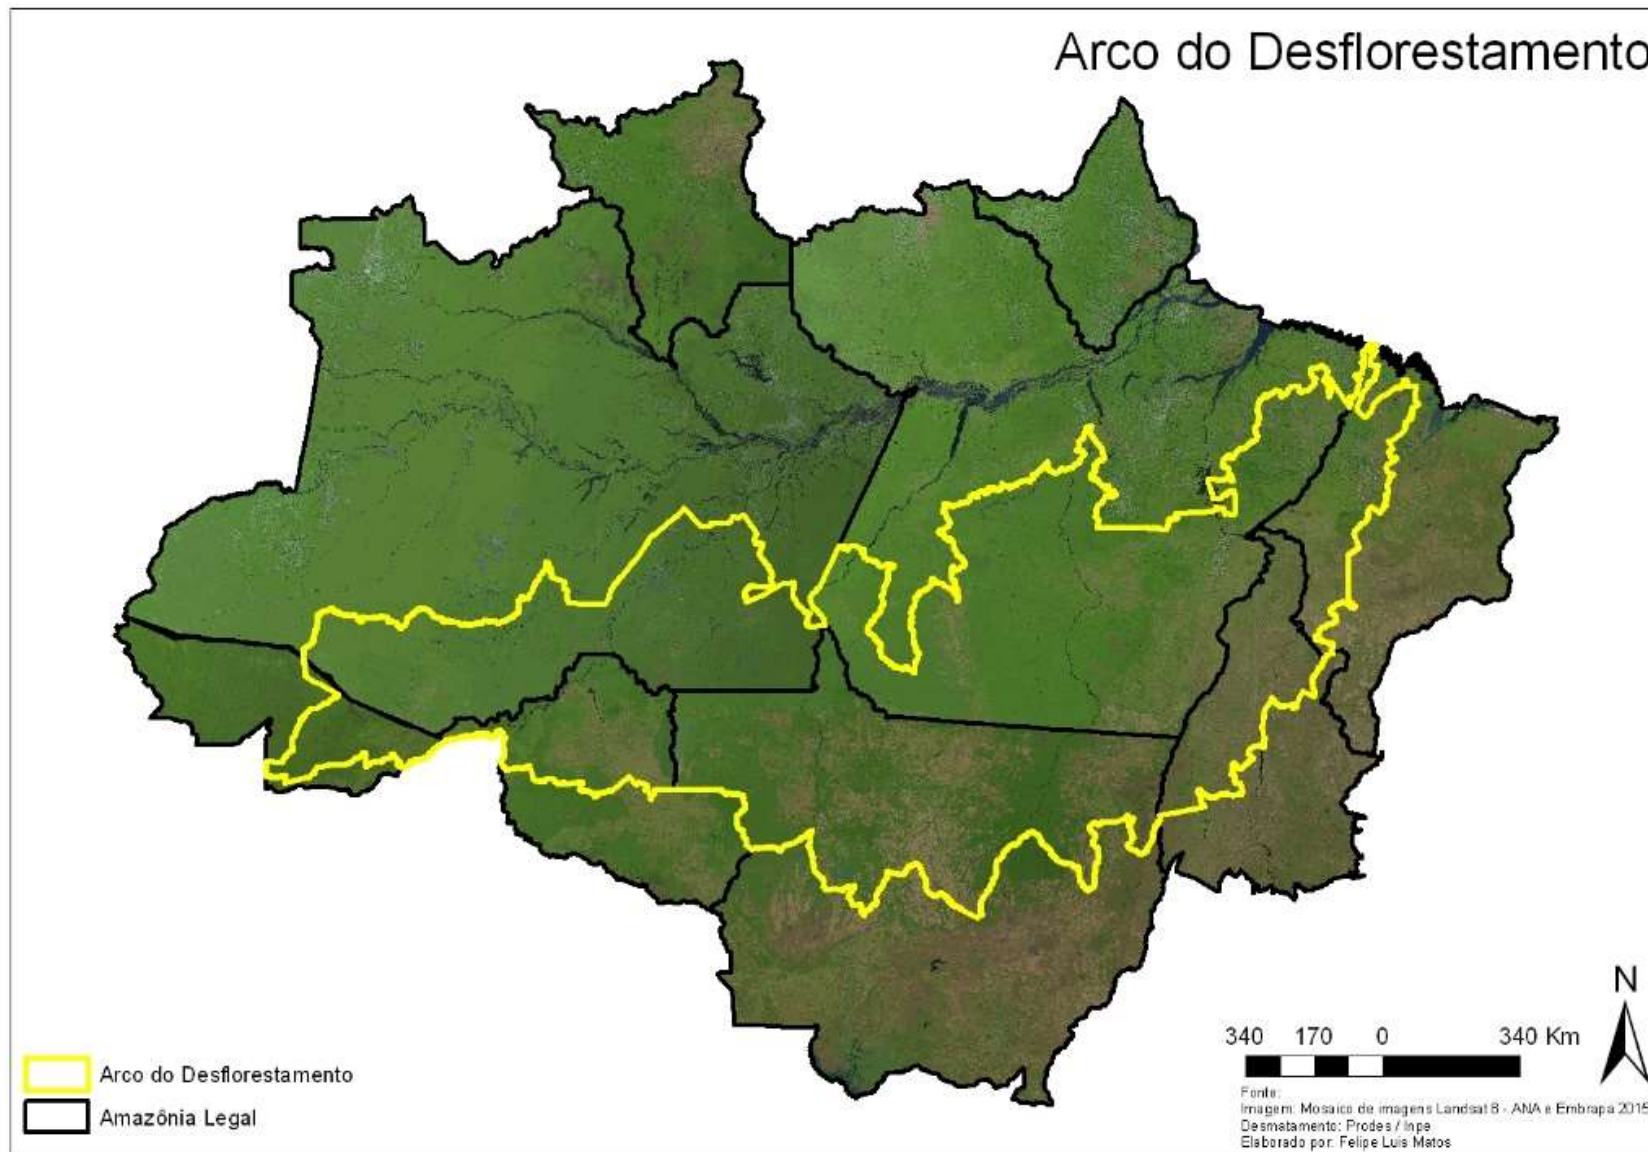 Arco do Desflorestamento
N
340 170 0 340 Km
Arco do Desflorestamento
Amazônia Legal
Fonte:
Imagem: Mosaico de imagens Landsat 8 - ANA e Embrapa 2015
Desmatamento: Prodes / Inpe
Elaborado por: Felipe Luis Matos